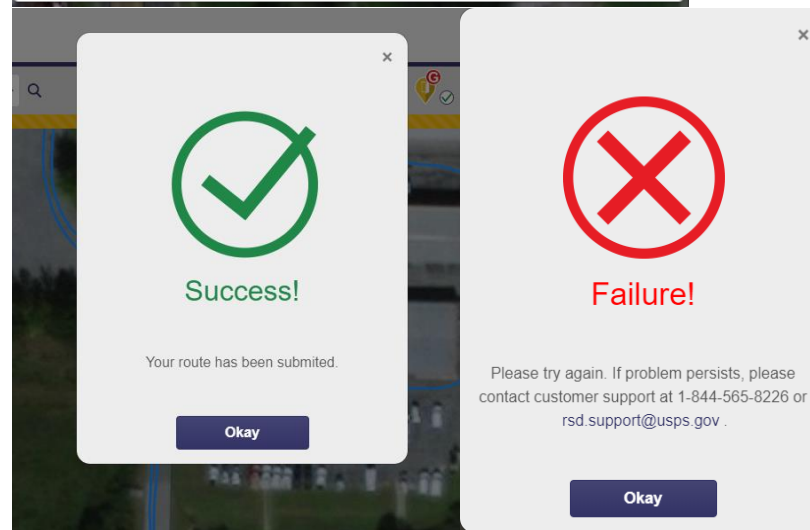 ×
G
Success!
Your route has been submited.
Okay
×
Failure!
Please try again. If problem persists, please
contact customer support at 1-844-565-8226 or
rsd.support@usps.gov .
Okay